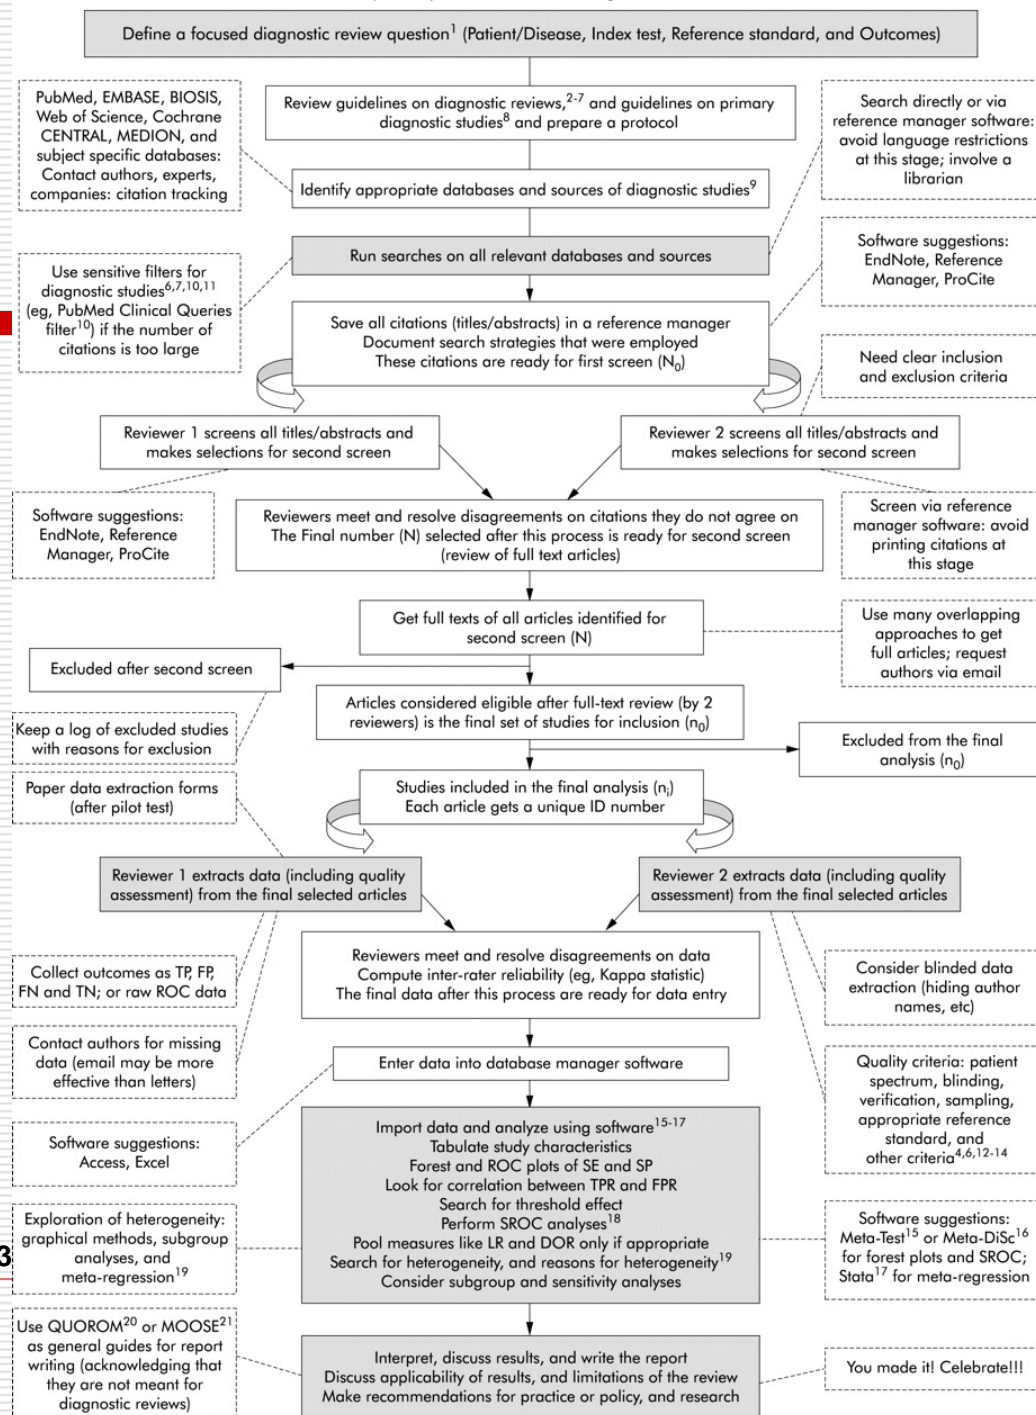 Define a focused diagnostic review question1 (Patient/Disease, Index test, Reference standard, and Outcomes)
PubMed, EMBASE, BIOSIS,
Web of Science, Cochrane
CENTRAL, MEDION, and
subject specific databases:
Contact authors, experts,
companies: citation tracking
Review guidelines on diagnostic reviews,2-7 and guidelines on primary
diagnostic studies8 and prepare a protocol
Search directly or via
reference manager software:
avoid language restrictions
at this stage; involve a
librarian
Identify appropriate databases and sources of diagnostic studies9
Run searches on all relevant databases and sources
Software suggestions:
EndNote, Reference
Manager, ProCite
Use sensitive filters for
diagnostic studies6,7,10,11
(eg, PubMed Clinical Queries
filter10) if the number of
citations is too large
Save all citations (titles/abstracts) in a reference manager
Document search strategies that were employed
These citations are ready for first screen (N0)
Need clear inclusion
and exclusion criteria
Reviewer 1 screens all titles/abstracts and
makes selections for second screen
Reviewer 2 screens all titles/abstracts and
makes selections for second screen
Software suggestions:
EndNote, Reference
Manager, ProCite
Reviewers meet and resolve disagreements on citations they do not agree on
The Final number (N) selected after this process is ready for second screen
(review of full text articles)
Screen via reference
manager software: avoid
printing citations at
this stage
Get full texts of all articles identified for
second screen (N)
Use many overlapping
approaches to get
full articles; request
authors via email
Excluded after second screen
Articles considered eligible after full-text review (by 2
reviewers) is the final set of studies for inclusion (n0)
Keep a log of excluded studies
with reasons for exclusion
Excluded from the final
analysis (n0)
Paper data extraction forms
(after pilot test)
Studies included in the final analysis (ni)
Each article gets a unique ID number
Reviewer 1 extracts data (including quality
assessment) from the final selected articles
Reviewer 2 extracts data (including quality
assessment) from the final selected articles
Reviewers meet and resolve disagreements on data
Compute inter-rater reliability (eg, Kappa statistic)
The final data after this process are ready for data entry
Collect outcomes as TP, FP,
FN and TN; or raw ROC data
Consider blinded data
extraction (hiding author
names, etc)
Contact authors for missing
data (email may be more
effective than letters)
Enter data into database manager software
Quality criteria: patient
spectrum, blinding,
verification, sampling,
appropriate reference
standard, and
other criteria4,6,12-14
Software suggestions:
Access, Excel
Import data and analyze using software15-17
Tabulate study characteristics
Forest and ROC plots of SE and SP
Look for correlation between TPR and FPR
Search for threshold effect
Perform SROC analyses18
Pool measures like LR and DOR only if appropriate
Search for heterogeneity, and reasons for heterogeneity19
Consider subgroup and sensitivity analyses
Exploration of heterogeneity:
graphical methods, subgroup
analyses, and
meta-regression19
3
Software suggestions:
Meta-Test15 or Meta-DiSc16
for forest plots and SROC;
Stata17 for meta-regression
Use QUOROM20 or MOOSE21
as general guides for report
writing (acknowledging that
they are not meant for
diagnostic reviews)
Interpret, discuss results, and write the report
Discuss applicability of results, and limitations of the review
Make recommendations for practice or policy, and research
You made it! Celebrate!!!